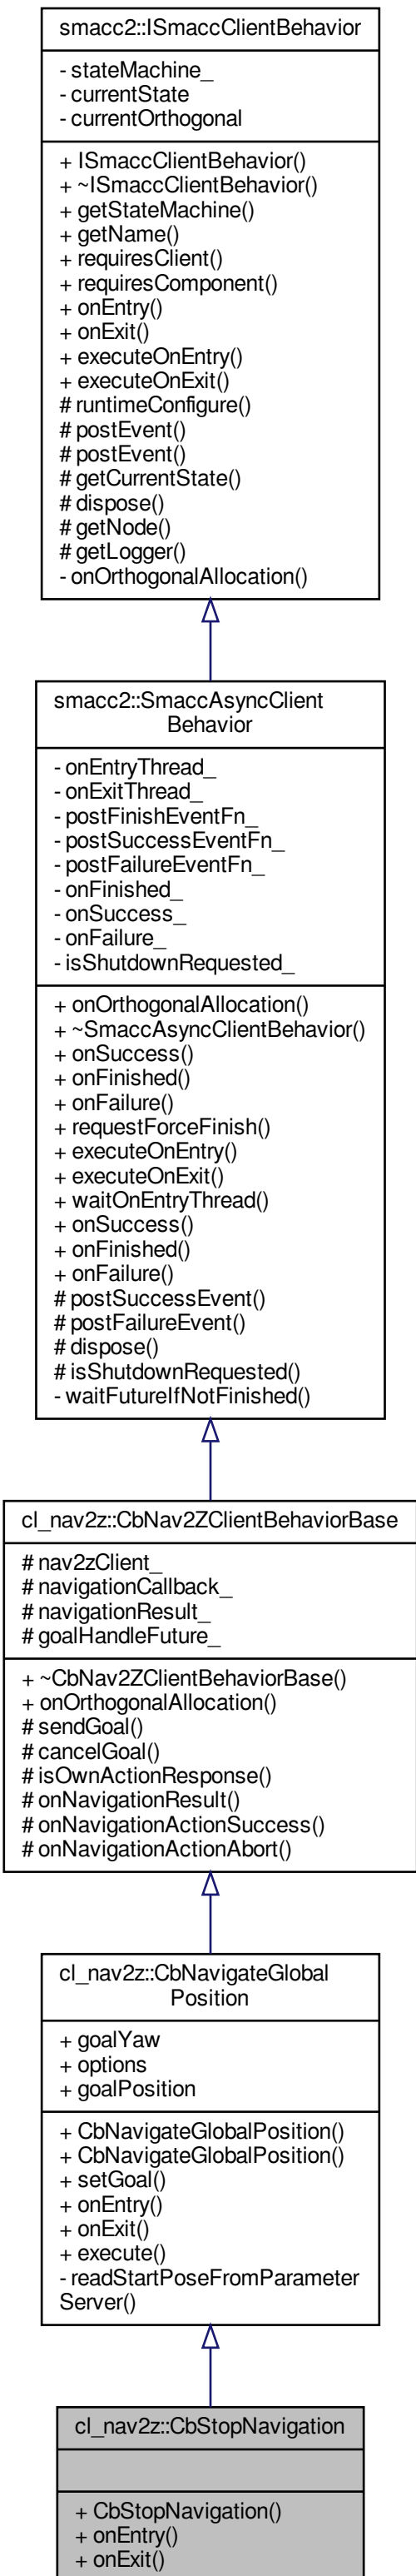 smacc2::ISmaccClientBehavior
- stateMachine_
- currentState
- currentOrthogonal
+ ISmaccClientBehavior()
+ ~ISmaccClientBehavior()
+ getStateMachine()
+ getName()
+ requiresClient()
+ requiresComponent()
+ onEntry()
+ onExit()
+ executeOnEntry()
+ executeOnExit()
# runtimeConfigure()
# postEvent()
# postEvent()
# getCurrentState()
# dispose()
# getNode()
# getLogger()
- onOrthogonalAllocation()
smacc2::SmaccAsyncClient
Behavior
- onEntryThread_
- onExitThread_
- postFinishEventFn_
- postSuccessEventFn_
- postFailureEventFn_
- onFinished_
- onSuccess_
- onFailure_
- isShutdownRequested_
+ onOrthogonalAllocation()
+ ~SmaccAsyncClientBehavior()
+ onSuccess()
+ onFinished()
+ onFailure()
+ requestForceFinish()
+ executeOnEntry()
+ executeOnExit()
+ waitOnEntryThread()
+ onSuccess()
+ onFinished()
+ onFailure()
# postSuccessEvent()
# postFailureEvent()
# dispose()
# isShutdownRequested()
- waitFutureIfNotFinished()
cl_nav2z::CbNav2ZClientBehaviorBase
# nav2zClient_
# navigationCallback_
# navigationResult_
# goalHandleFuture_
+ ~CbNav2ZClientBehaviorBase()
+ onOrthogonalAllocation()
# sendGoal()
# cancelGoal()
# isOwnActionResponse()
# onNavigationResult()
# onNavigationActionSuccess()
# onNavigationActionAbort()
cl_nav2z::CbNavigateGlobal
Position
+ goalYaw
+ options
+ goalPosition
+ CbNavigateGlobalPosition()
+ CbNavigateGlobalPosition()
+ setGoal()
+ onEntry()
+ onExit()
+ execute()
- readStartPoseFromParameter
Server()
cl_nav2z::CbStopNavigation
+ CbStopNavigation()
+ onEntry()
+ onExit()